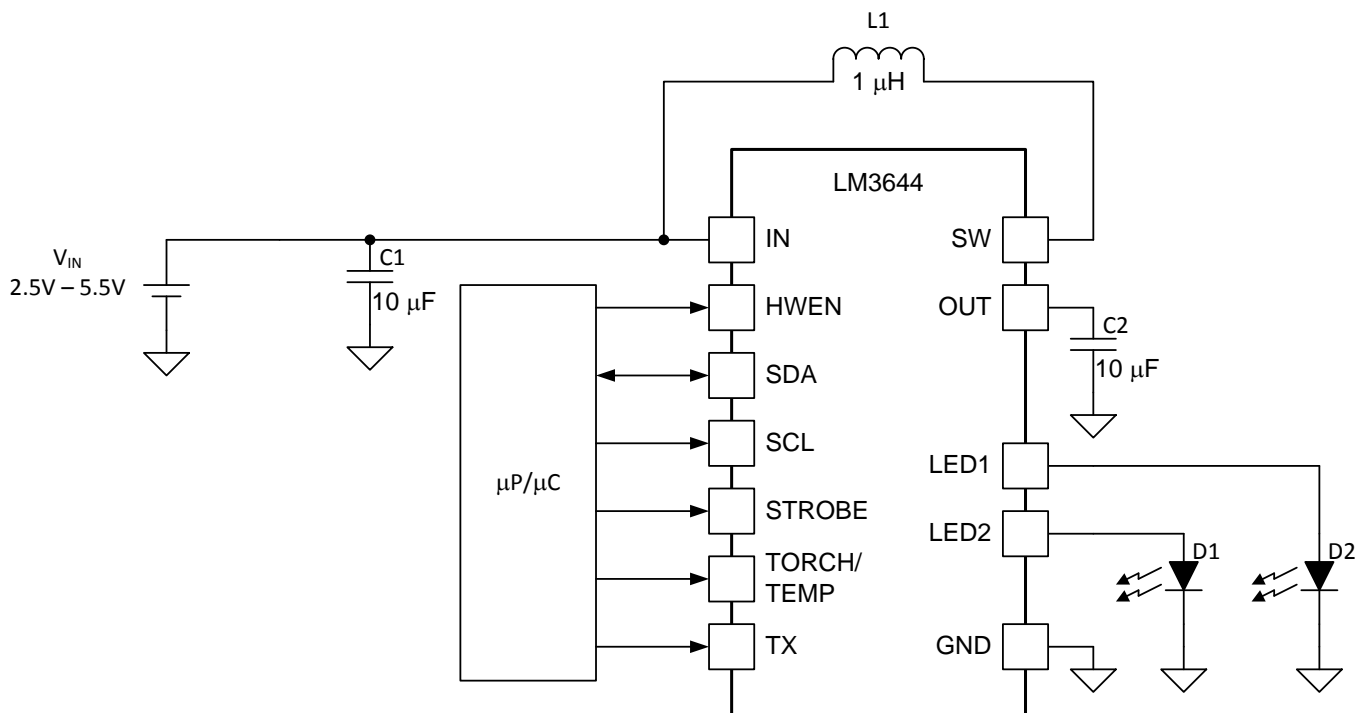 L1
1 μH
LM3644
IN
SW
V_IN
2.5V – 5.5V
C1
10 μF
HWEN
OUT
C2
10 μF
SDA
SCL
LED1
μP/μC
STROBE
LED2
D1
D2
TORCH/
TEMP
TX
GND